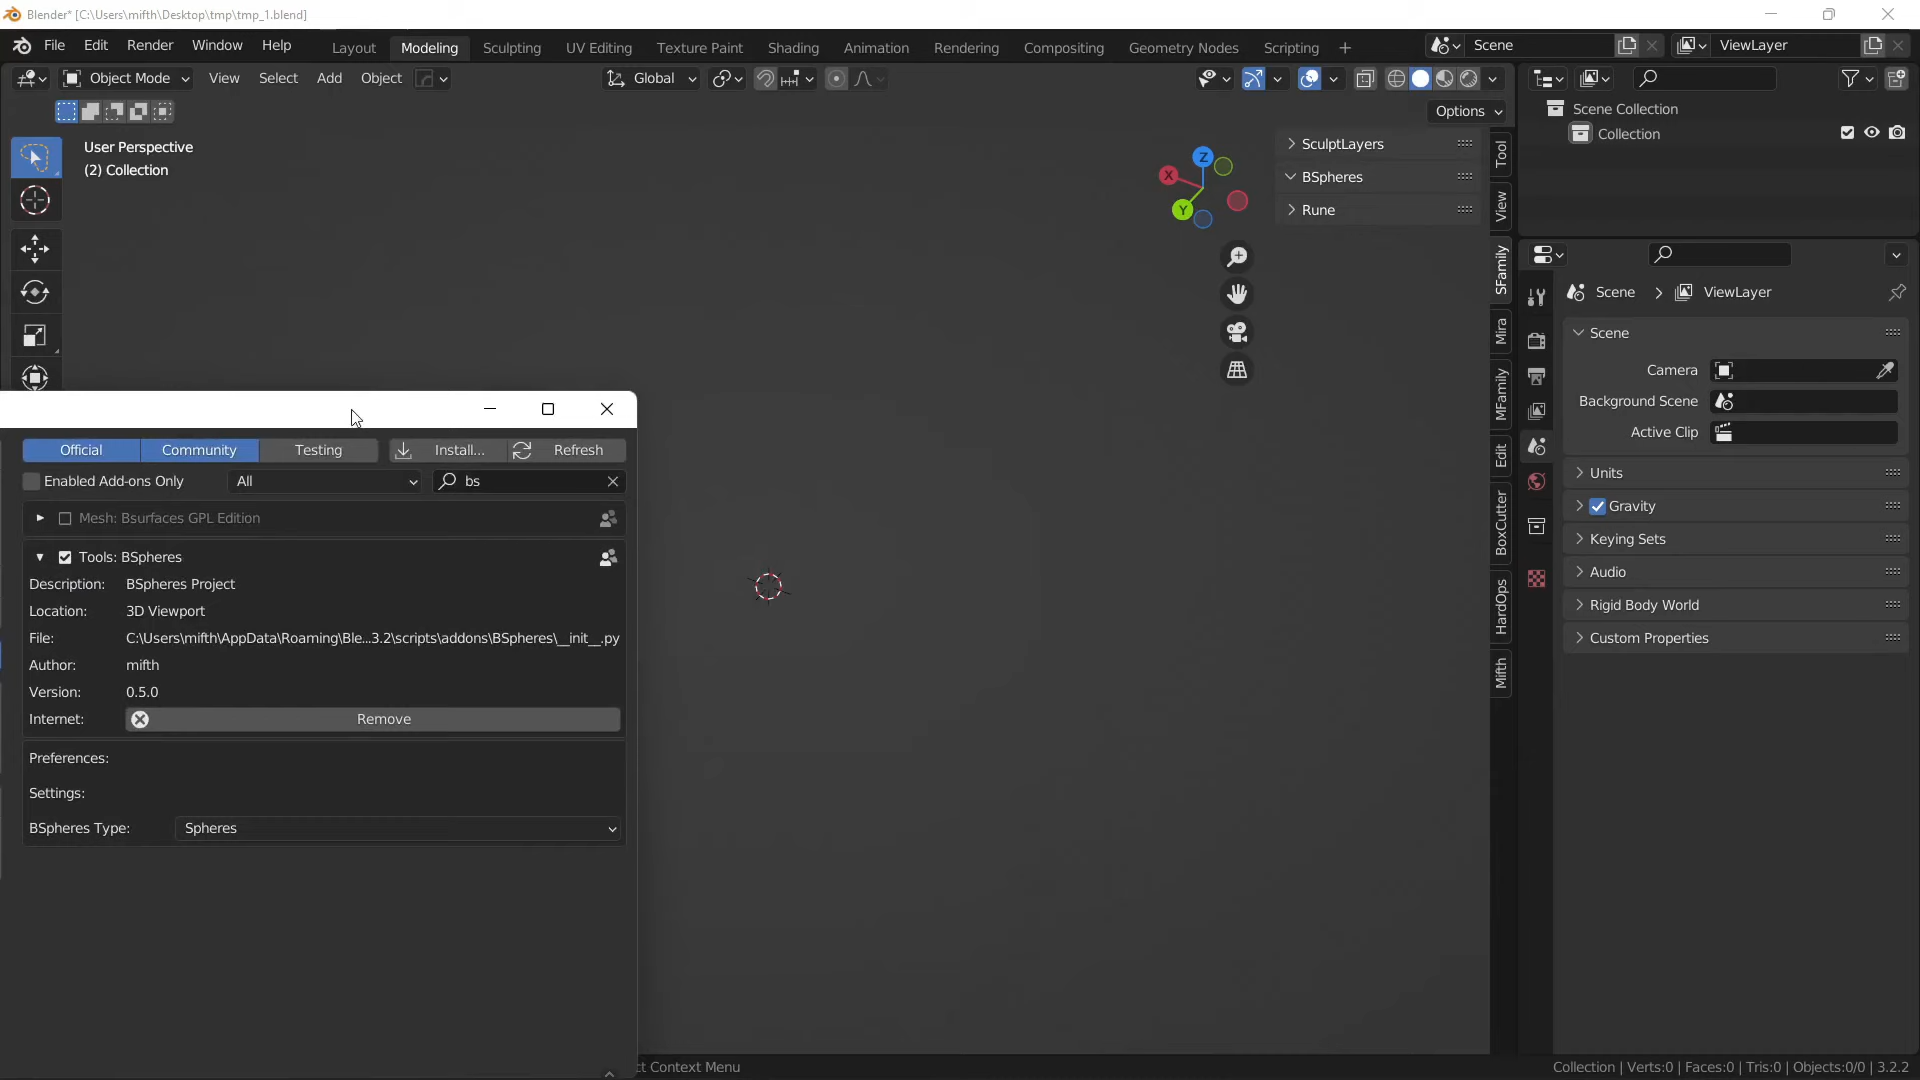 Blender* [C:\Users\mifth\Desktop\tmp\tmp_1.blend]
File Edit Render Window Help Layout Modeling Sculpting UV Editing Texture Paint Shading Animation Rendering Compositing Geometry Nodes Scripting + Scene ViewLayer
Object Mode View Select Add Object Global
Options
User Perspective
(2) Collection
Z
X
Y
SculptLayers
BSpheres
Rune
Tool
View
SFamily
Mira
MFamily
Edit
BoxCutter
HardOps
Mifth
Scene Collection
Collection
Scene > ViewLayer
Scene
Camera
Background Scene
Active Clip
Units
Gravity
Keying Sets
Audio
Rigid Body World
Custom Properties
Official Community Testing Install... Refresh
Enabled Add-ons Only All bs
Mesh: Bsurfaces GPL Edition
Tools: BSpheres
Description: BSpheres Project
Location: 3D Viewport
File: C:\Users\mifth\AppData\Roaming\Ble...3.2\scripts\addons\BSpheres\__init__.py
Author: mifth
Version: 0.5.0
Internet: Remove
Preferences:
Settings:
BSpheres Type: Spheres
ct Context Menu
Collection | Verts:0 | Faces:0 | Tris:0 | Objects:0/0 | 3.2.2